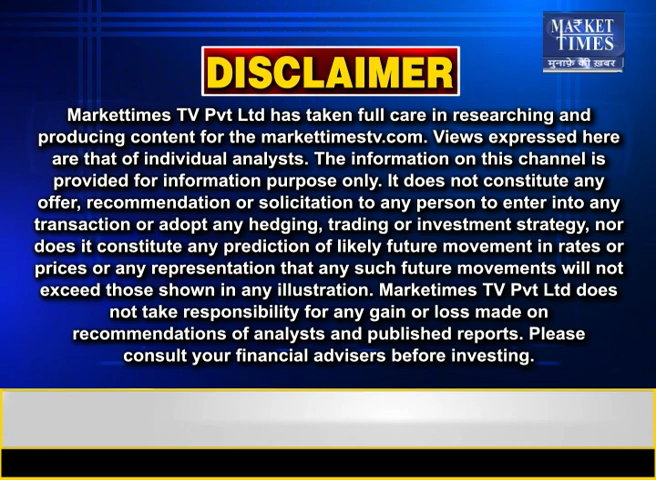 MA₹KET
TIMES
मुनाफ़े की ख़बर
DISCLAIMER
Markettimes TV Pvt Ltd has taken full care in researching and
producing content for the markettimestv.com. Views expressed here
are that of individual analysts. The information on this channel is
provided for information purpose only. It does not constitute any
offer, recommendation or solicitation to any person to enter into any
transaction or adopt any hedging, trading or investment strategy, nor
does it constitute any prediction of likely future movement in rates or
prices or any representation that any such future movements will not
exceed those shown in any illustration. Marketimes TV Pvt Ltd does
not take responsibility for any gain or loss made on
recommendations of analysts and published reports. Please
consult your financial advisers before investing.